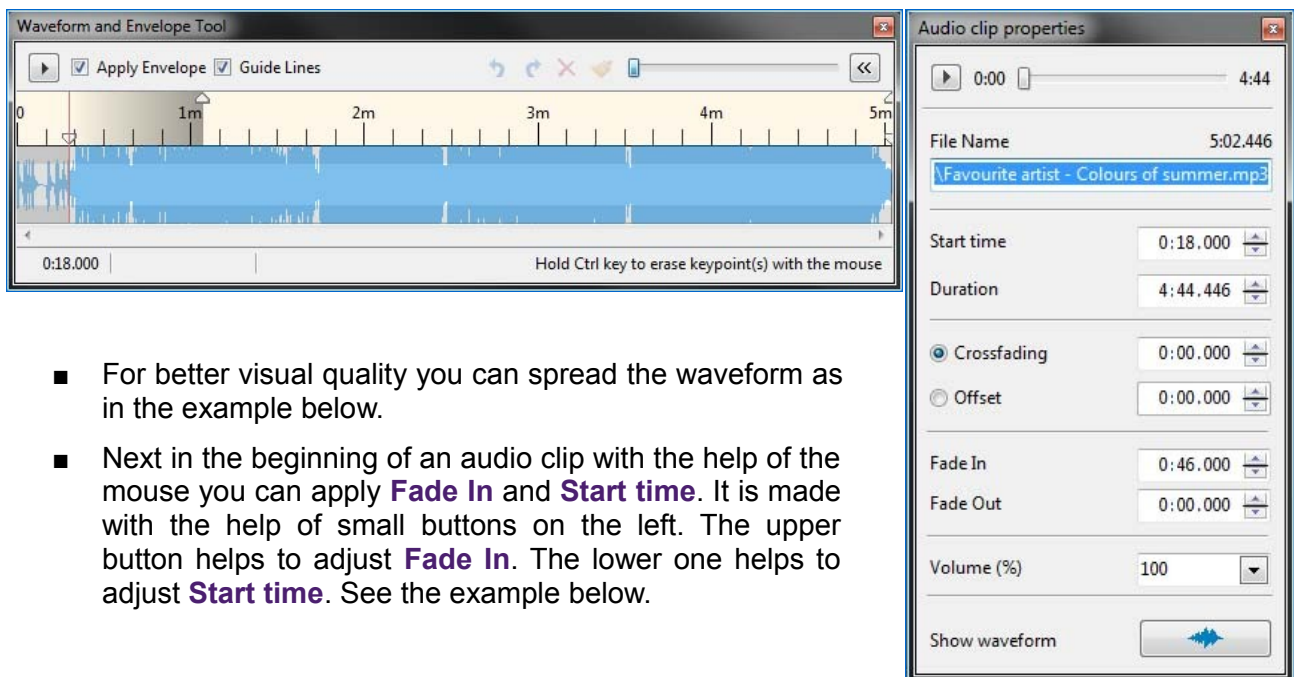 Waveform and Envelope Tool
Apply Envelope Guide Lines
0 1m 2m 3m 4m 5m
0:18.000 Hold Ctrl key to erase keypoint(s) with the mouse
■ For better visual quality you can spread the waveform as
in the example below.
■ Next in the beginning of an audio clip with the help of the
mouse you can apply Fade In and Start time. It is made
with the help of small buttons on the left. The upper
button helps to adjust Fade In. The lower one helps to
adjust Start time. See the example below.
Audio clip properties
0:00 4:44
File Name 5:02.446
\Favourite artist - Colours of summer.mp3
Start time 0:18.000
Duration 4:44.446
Crossfading 0:00.000
Offset 0:00.000
Fade In 0:46.000
Fade Out 0:00.000
Volume (%) 100
Show waveform